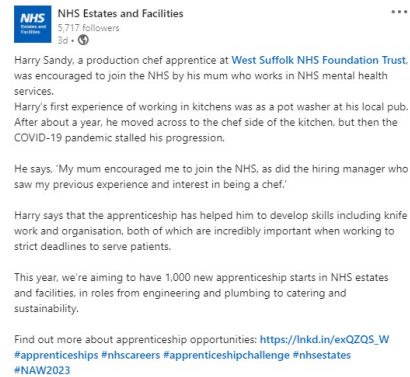 NHS
Estates and
Facilities
NHS Estates and Facilities
5,717 followers
3d •
Harry Sandy, a production chef apprentice at West Suffolk NHS Foundation Trust,
was encouraged to join the NHS by his mum who works in NHS mental health
services.
Harry's first experience of working in kitchens was as a pot washer at his local pub.
After about a year, he moved across to the chef side of the kitchen, but then the
COVID-19 pandemic stalled his progression.
He says, 'My mum encouraged me to join the NHS, as did the hiring manager who
saw my previous experience and interest in being a chef.'
Harry says that the apprenticeship has helped him to develop skills including knife
work and organisation, both of which are incredibly important when working to
strict deadlines to serve patients.
This year, we're aiming to have 1,000 new apprenticeship starts in NHS estates
and facilities, in roles from engineering and plumbing to catering and
sustainability.
Find out more about apprenticeship opportunities: https://lnkd.in/exQZQS_W
#apprenticeships #nhscareers #apprenticeshipchallenge #nhsestates
#NAW2023